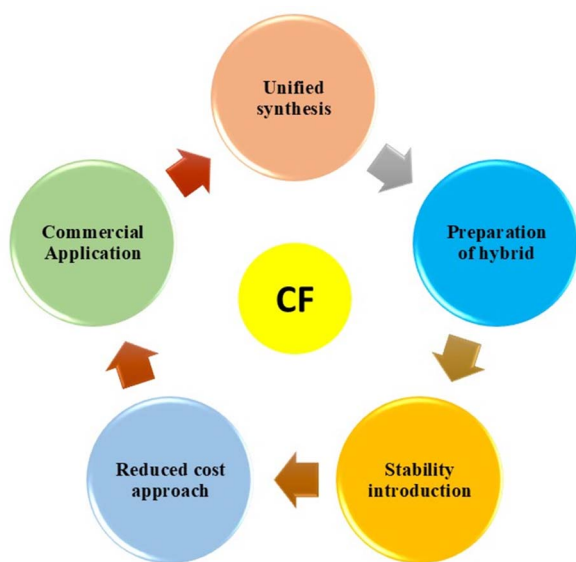 Unified
synthesis
Preparation
of hybrid
Stability
introduction
Reduced cost
approach
Commercial
Application
CF